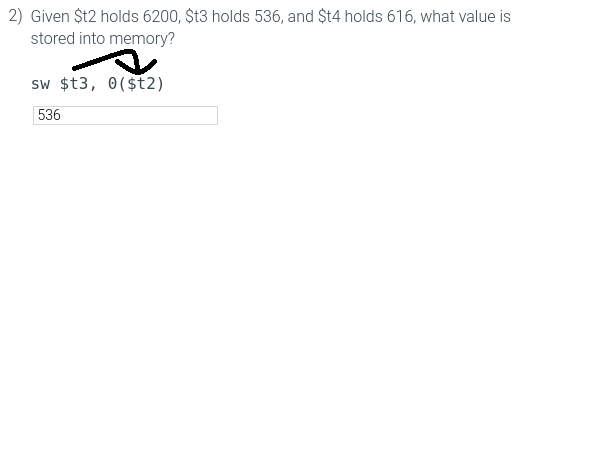 2) Given $t2 holds 6200, $t3 holds 536, and $t4 holds 616, what value is
stored into memory?
sw $t3, 0($t2)
536